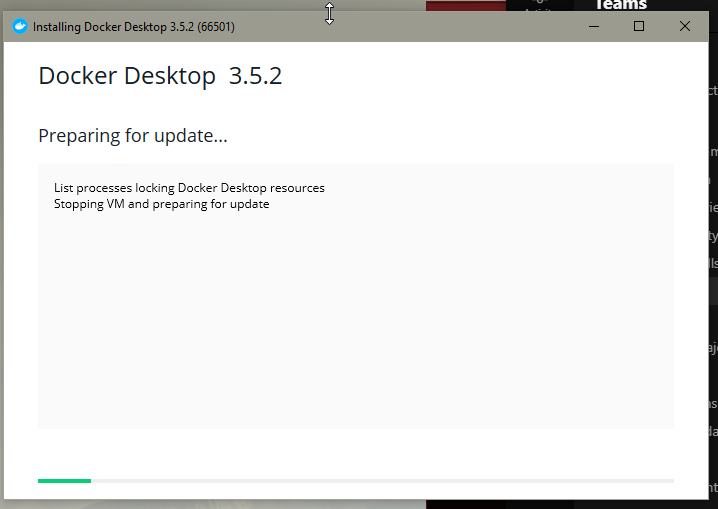 Teams
Installing Docker Desktop 3.5.2 (66501)
Docker Desktop 3.5.2
Preparing for update...
List processes locking Docker Desktop resources
Stopping VM and preparing for update